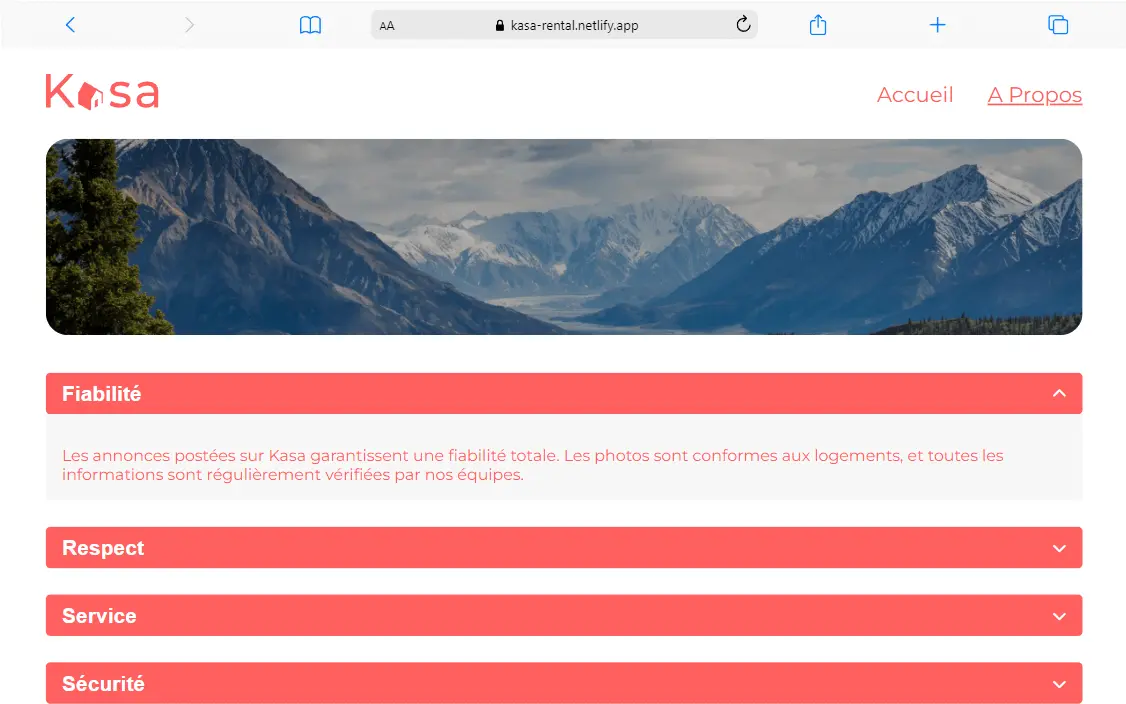 AA kasa-rental.netlify.app
Kasa
Accueil A Propos
Fiabilité
Les annonces postées sur Kasa garantissent une fiabilité totale. Les photos sont conformes aux logements, et toutes les
informations sont régulièrement vérifiées par nos équipes.
Respect
Service
Sécurité